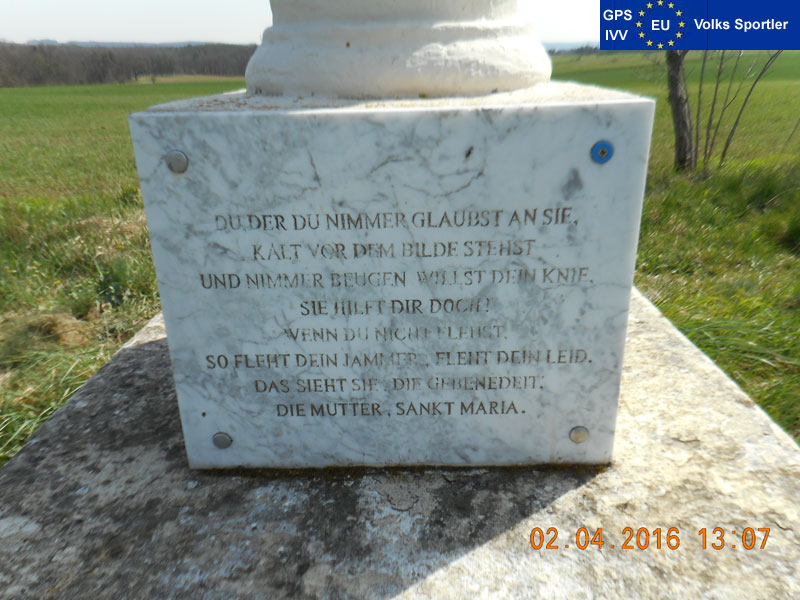 GPS
IVV
EU
Volks Sportler
DU DER DU NIMMER GLAUBST AN SIE,
KALT VOR DEM BILDE STEHST
UND NIMMER BEUGEN WILLST DEIN KNIE,
SIE HILFT DIR DOCH!
WENN DU NICHT FLEHST,
SO FLEHT DEIN JAMMER, FLEHT DEIN LEID.
DAS SIEHT SIE, DIE GEBENEDEIT,
DIE MUTTER, SANKT MARIA.
02.04.2016 13:07